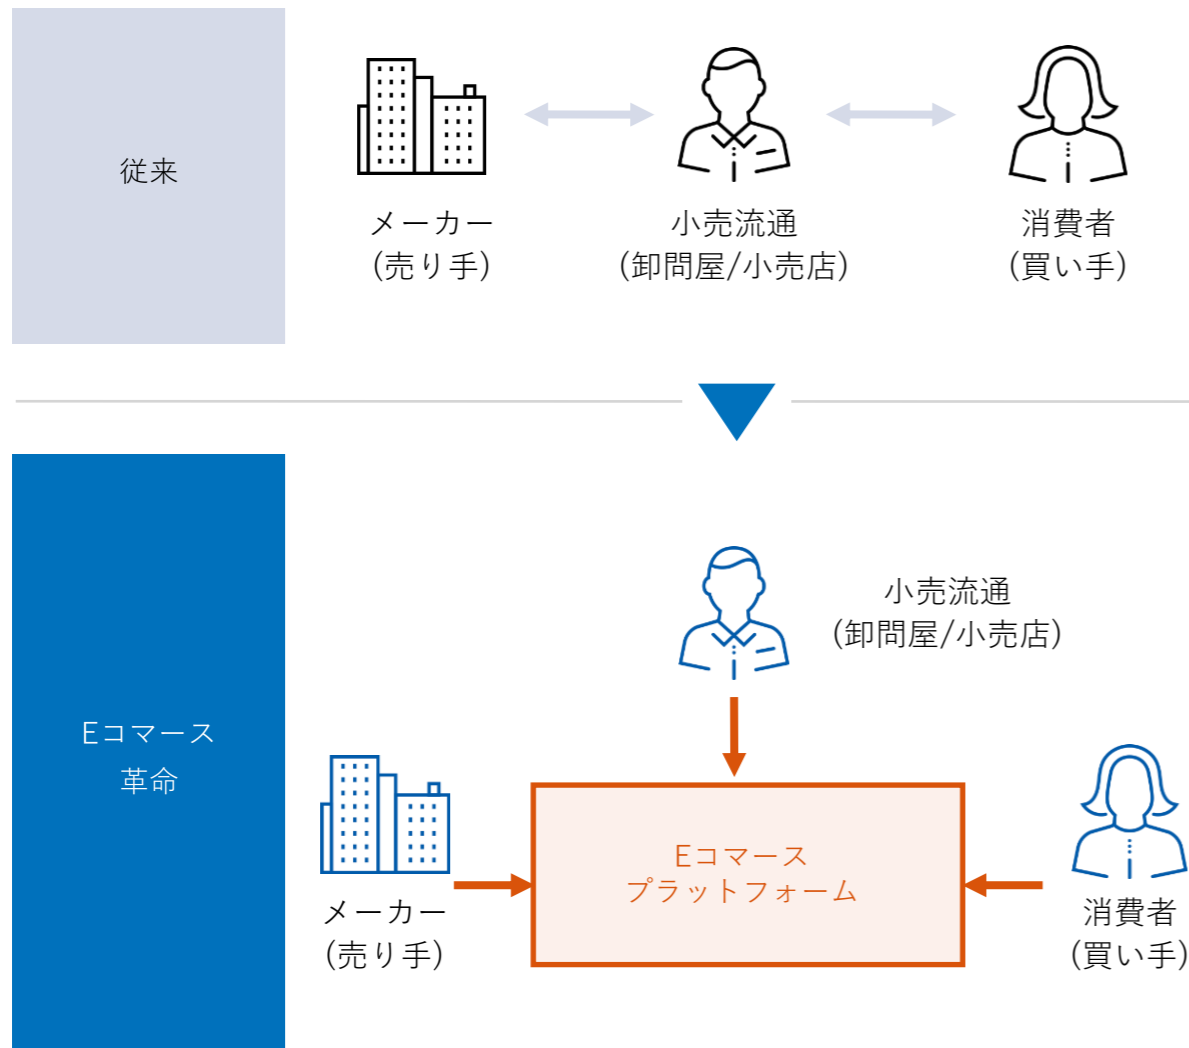 従来
メーカー
(売り手)
小売流通
(卸問屋/小売店)
消費者
(買い手)
Eコマース
革命
小売流通
(卸問屋/小売店)
メーカー
(売り手)
Eコマース
プラットフォーム
消費者
(買い手)